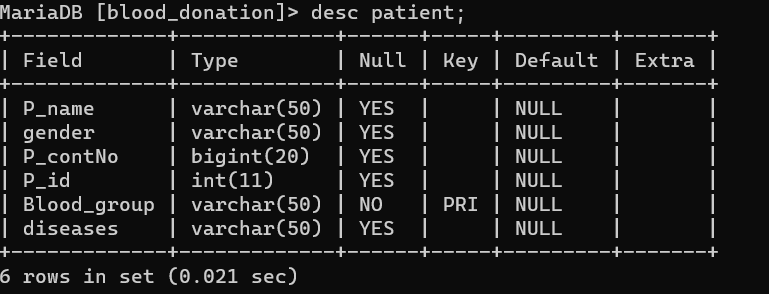 MariaDB [blood_donation]> desc patient;
+-------------+-------------+------+-----+---------+-------+
| Field       | Type        | Null | Key | Default | Extra |
+-------------+-------------+------+-----+---------+-------+
| P_name      | varchar(50) | YES  |     | NULL    |       |
| gender      | varchar(50) | YES  |     | NULL    |       |
| P_contNo    | bigint(20)  | YES  |     | NULL    |       |
| P_id        | int(11)     | YES  |     | NULL    |       |
| Blood_group | varchar(50) | NO   | PRI | NULL    |       |
| diseases    | varchar(50) | YES  |     | NULL    |       |
+-------------+-------------+------+-----+---------+-------+
6 rows in set (0.021 sec)